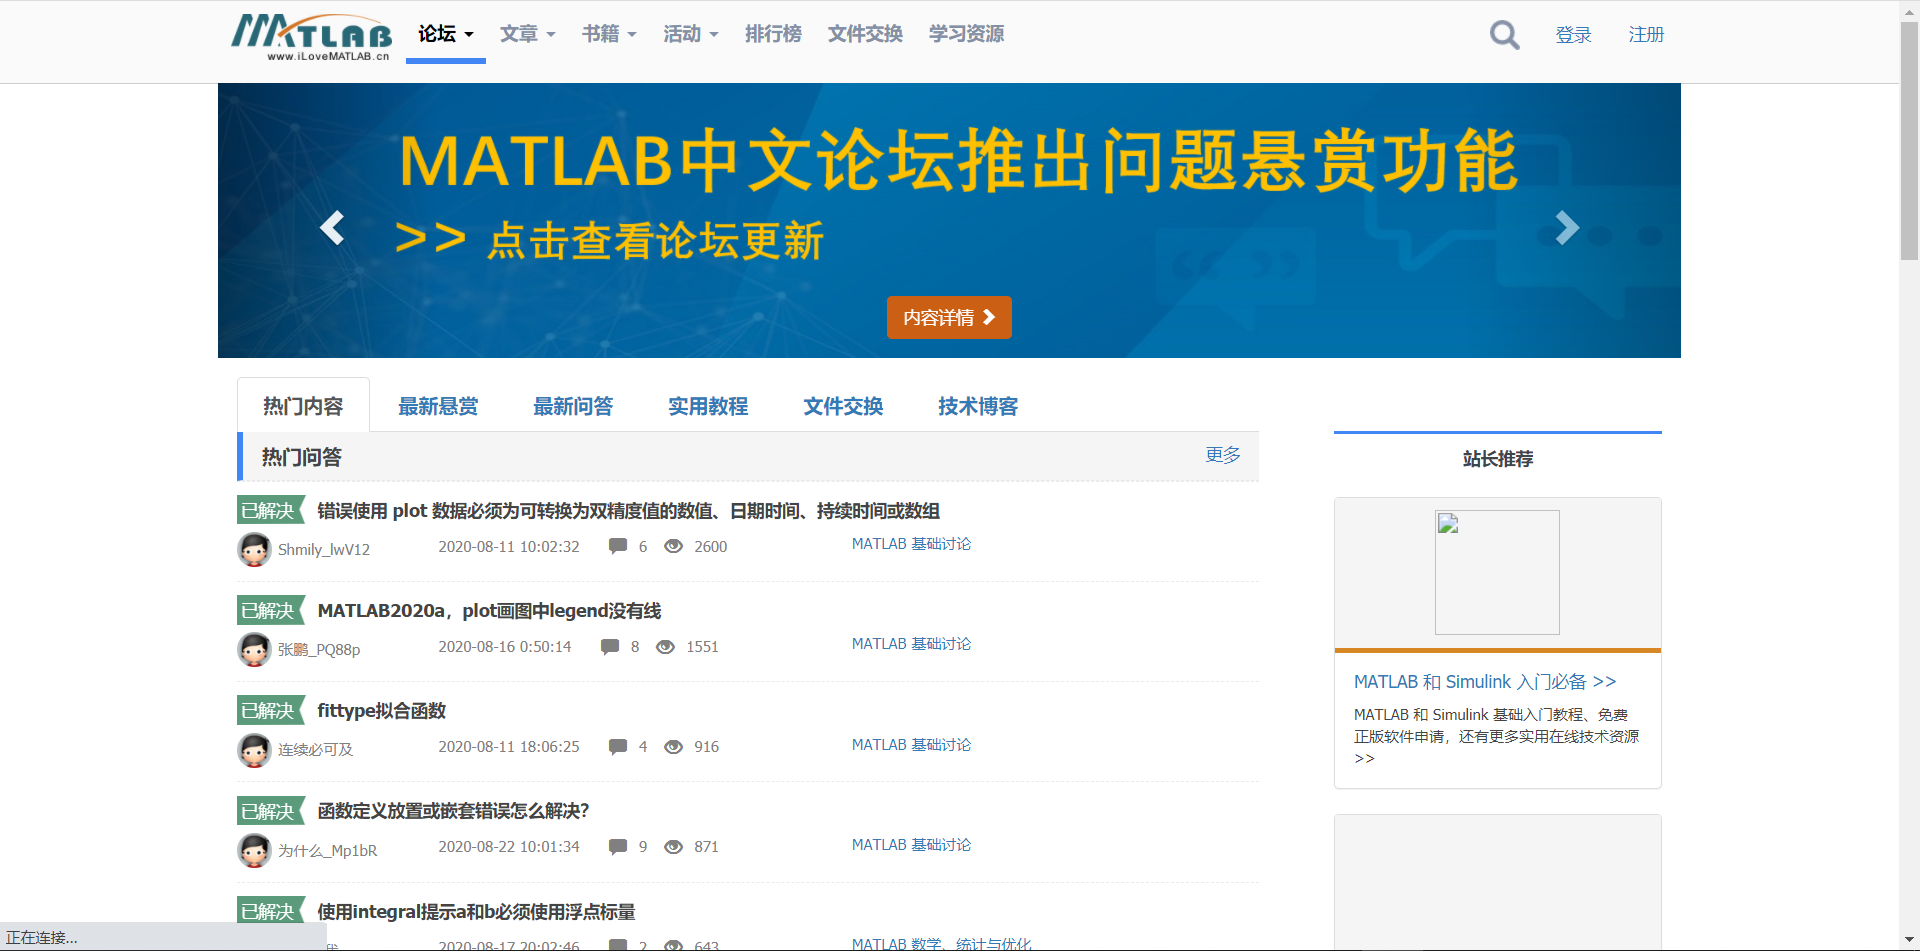 MATLAB
www.iLoveMATLAB.cn
论坛 文章 书籍 活动 排行榜 文件交换 学习资源 登录 注册
MATLAB中文论坛推出问题悬赏功能
>> 点击查看论坛更新
内容详情
热门内容 最新悬赏 最新问答 实用教程 文件交换 技术博客
热门问答 更多
已解决 错误使用 plot 数据必须为可转换为双精度值的数值、日期时间、持续时间或数组
Shmily_lwV12 2020-08-11 10:02:32 6 2600 MATLAB 基础讨论
已解决 MATLAB2020a，plot画图中legend没有线
张鹏_PQ88p 2020-08-16 0:50:14 8 1551 MATLAB 基础讨论
已解决 fittype拟合函数
连续必可及 2020-08-11 18:06:25 4 916 MATLAB 基础讨论
已解决 函数定义放置或嵌套错误怎么解决?
为什么_Mp1bR 2020-08-22 10:01:34 9 871 MATLAB 基础讨论
已解决 使用integral提示a和b必须使用浮点标量
2020-08-17 20:02:46 2 643 MATLAB 数学、统计与优化
站长推荐
MATLAB 和 Simulink 入门必备 >>
MATLAB 和 Simulink 基础入门教程、免费
正版软件申请，还有更多实用在线技术资源
>>
正在连接...